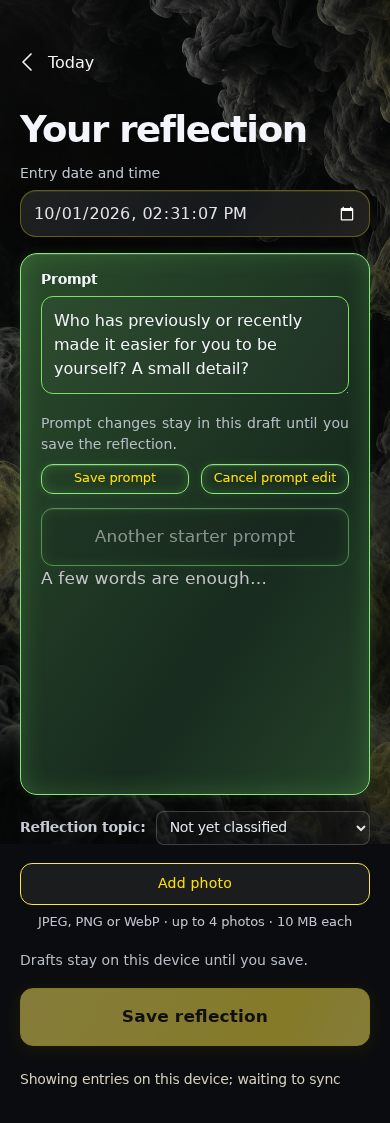 Today
Your reflection
Entry date and time
10/01/2026, 02:31:07 PM
Prompt
Who has previously or recently
made it easier for you to be
yourself? A small detail?
Prompt changes stay in this draft until you
save the reflection.
Save prompt
Cancel prompt edit
Another starter prompt
A few words are enough...
Reflection topic:
Not yet classified
Add photo
JPEG, PNG or WebP · up to 4 photos · 10 MB each
Drafts stay on this device until you save.
Save reflection
Showing entries on this device; waiting to sync